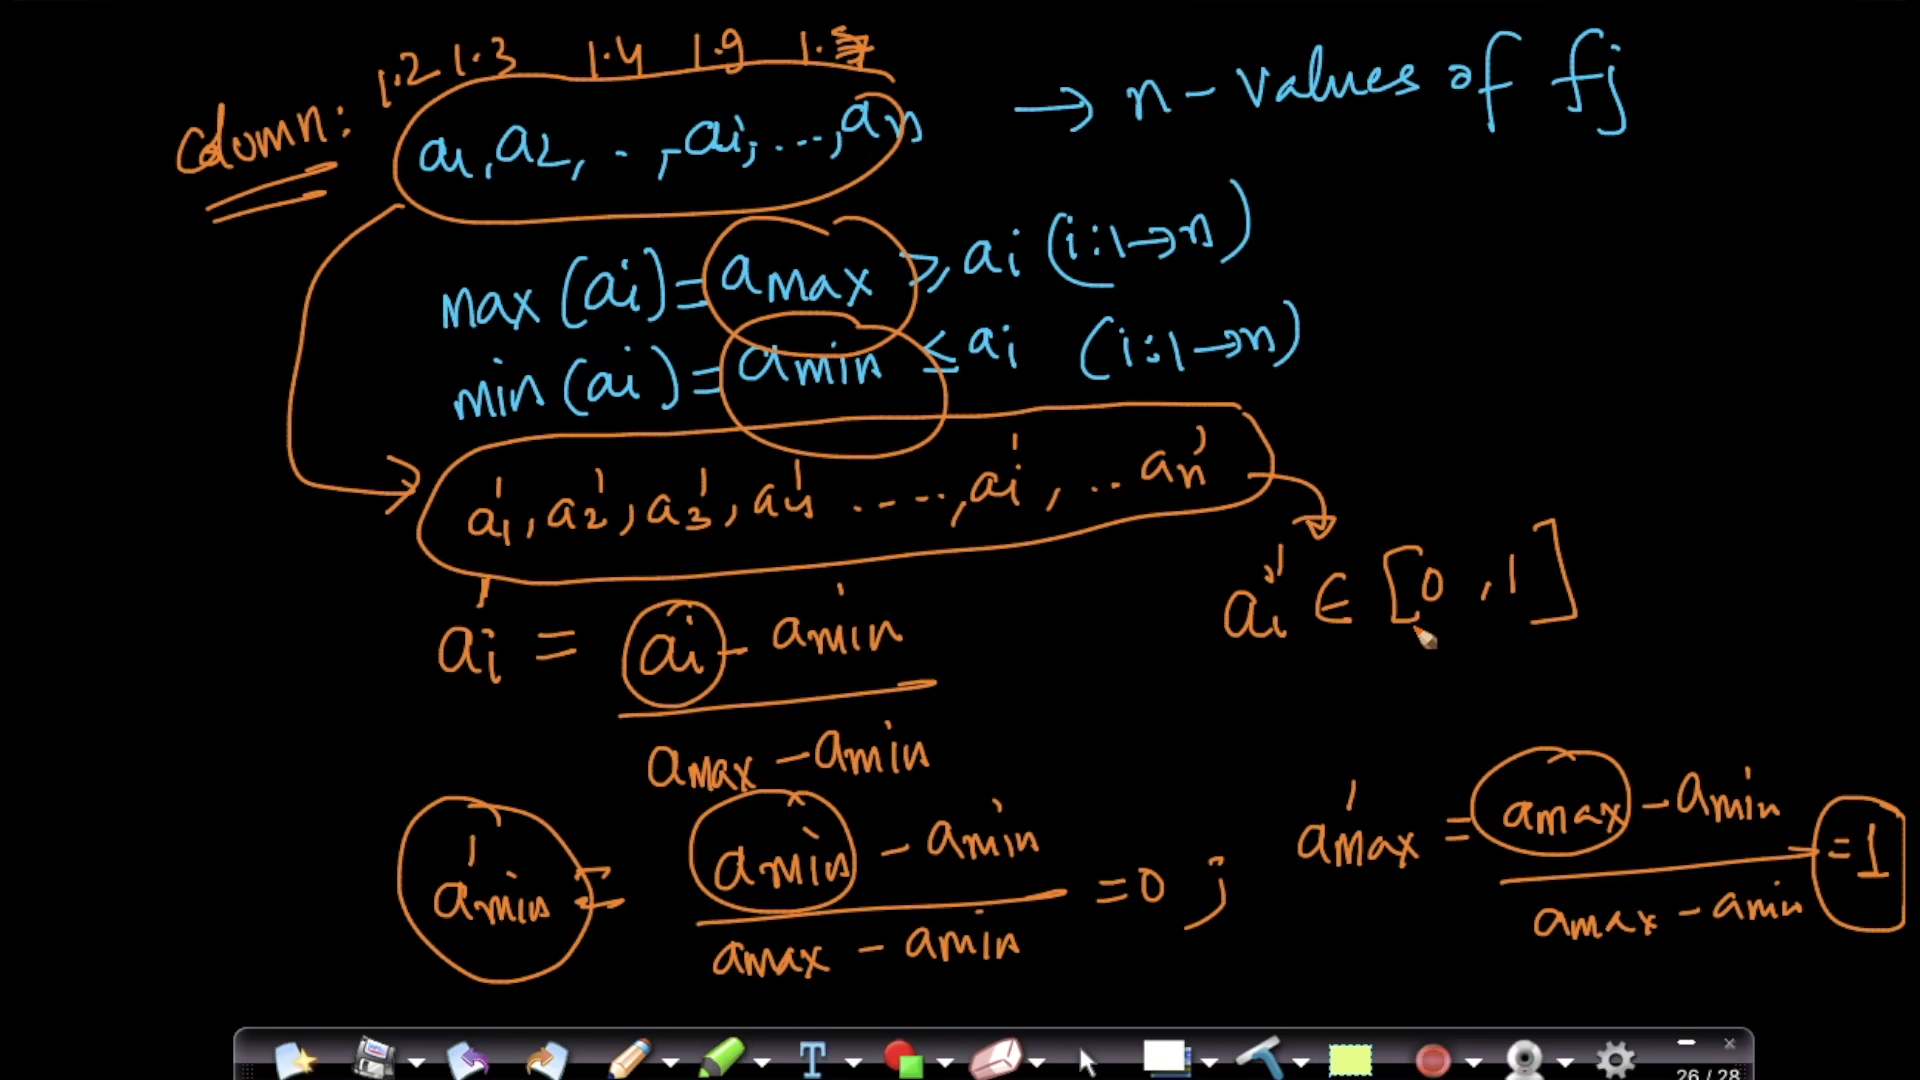 1.2 1.3 1.4 1.9
column: a1, a2, . , ai, ..., an → n - values of fj
max (ai) = amax ≥ ai (i:1→n)
min (ai) = amin ≤ ai (i:1→n)
a1', a2', a3', a4' ....., ai', .. an'
ai' ∈ [0, 1]
ai' = ai - amin
amax - amin
amin' = amin - amin = 0 ; amax' = amax - amin = 1
amax - amin amax - amin
T
26 / 28